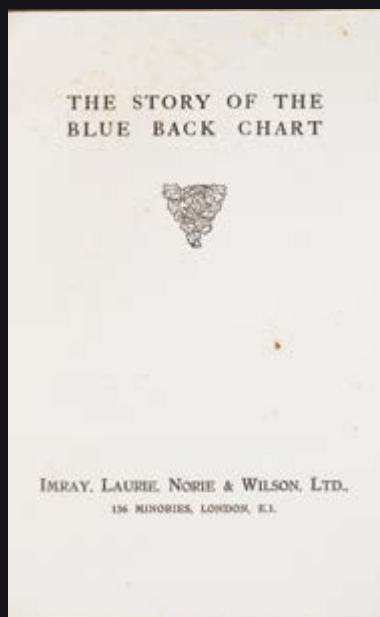 THE STORY OF THE
BLUE BACK CHART
IMRAY, LAURIE, NORIE & WILSON, LTD.,
156 MINORIES, LONDON, E.1.